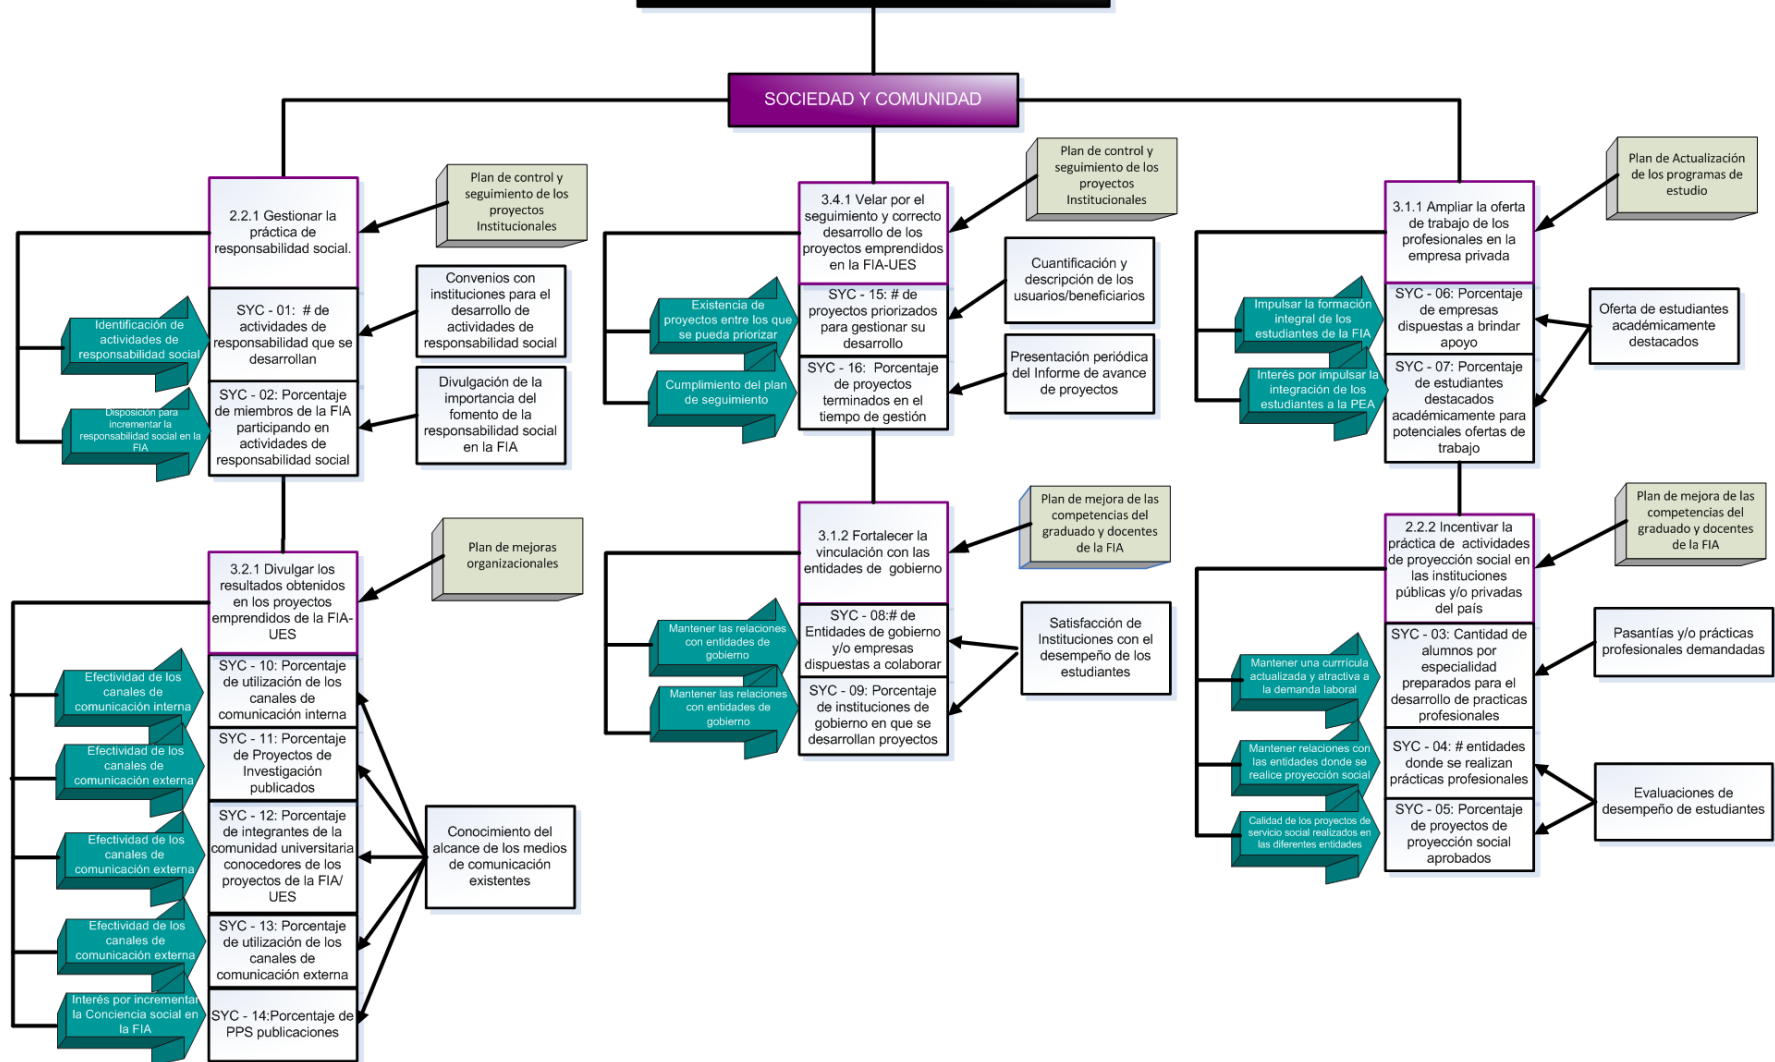 SOCIEDAD Y COMUNIDAD
2.2.1 Gestionar la
práctica de
responsabilidad social.
Plan de control y
seguimiento de los
proyectos
Institucionales
Identificación de
actividades de
responsabilidad social
SYC - 01: # de
actividades de
responsabilidad que se
desarrollan
Convenios con
instituciones para el
desarrollo de
actividades de
responsabilidad social
Disposición para
incrementar la
responsabilidad social en la
FIA
SYC - 02: Porcentaje
de miembros de la FIA
participando en
actividades de
responsabilidad social
Divulgación de la
importancia del
fomento de la
responsabilidad social
en la FIA
3.2.1 Divulgar los
resultados obtenidos
en los proyectos
emprendidos de la FIA-
UES
Plan de mejoras
organizacionales
Efectividad de los
canales de
comunicación interna
SYC - 10: Porcentaje
de utilización de los
canales de
comunicación interna
Efectividad de los
canales de
comunicación externa
SYC - 11: Porcentaje
de Proyectos de
Investigación
publicados
Efectividad de los
canales de
comunicación externa
SYC - 12: Porcentaje
de integrantes de la
comunidad universitaria
conocedores de los
proyectos de la FIA/
UES
Conocimiento del
alcance de los medios
de comunicación
existentes
Efectividad de los
canales de
comunicación externa
SYC - 13: Porcentaje
de utilización de los
canales de
comunicación externa
Interés por incrementar
la Conciencia social en
la FIA
SYC - 14:Porcentaje de
PPS publicaciones
3.4.1 Velar por el
seguimiento y correcto
desarrollo de los
proyectos emprendidos
en la FIA-UES
Plan de control y
seguimiento de los
proyectos
Institucionales
Existencia de
proyectos entre los que
se pueda priorizar
SYC - 15: # de
proyectos priorizados
para gestionar su
desarrollo
Cuantificación y
descripción de los
usuarios/beneficiarios
Cumplimiento del plan
de seguimiento
SYC - 16: Porcentaje
de proyectos
terminados en el
tiempo de gestión
Presentación periódica
del Informe de avance
de proyectos
3.1.2 Fortalecer la
vinculación con las
entidades de gobierno
Plan de mejora de las
competencias del
graduado y docentes
de la FIA
Mantener las relaciones
con entidades de
gobierno
SYC - 08:# de
Entidades de gobierno
y/o empresas
dispuestas a colaborar
Satisfacción de
Instituciones con el
desempeño de los
estudiantes
Mantener las relaciones
con entidades de
gobierno
SYC - 09: Porcentaje
de instituciones de
gobierno en que se
desarrollan proyectos
3.1.1 Ampliar la oferta
de trabajo de los
profesionales en la
empresa privada
Plan de Actualización
de los programas de
estudio
Impulsar la formación
integral de los
estudiantes de la FIA
SYC - 06: Porcentaje
de empresas
dispuestas a brindar
apoyo
Oferta de estudiantes
académicamente
destacados
Interés por impulsar la
integración de los
estudiantes a la PEA
SYC - 07: Porcentaje
de estudiantes
destacados
académicamente para
potenciales ofertas de
trabajo
2.2.2 Incentivar la
práctica de actividades
de proyección social en
las instituciones
públicas y/o privadas
del país
Plan de mejora de las
competencias del
graduado y docentes
de la FIA
Mantener una currrícula
actualizada y atractiva a
la demanda laboral
SYC - 03: Cantidad de
alumnos por
especialidad
preparados para el
desarrollo de practicas
profesionales
Pasantías y/o prácticas
profesionales demandadas
Mantener relaciones con
las entidades donde se
realice proyección social
SYC - 04: # entidades
donde se realizan
prácticas profesionales
Evaluaciones de
desempeño de estudiantes
Calidad de los proyectos de
servicio social realizados en
las diferentes entidades
SYC - 05: Porcentaje
de proyectos de
proyección social
aprobados